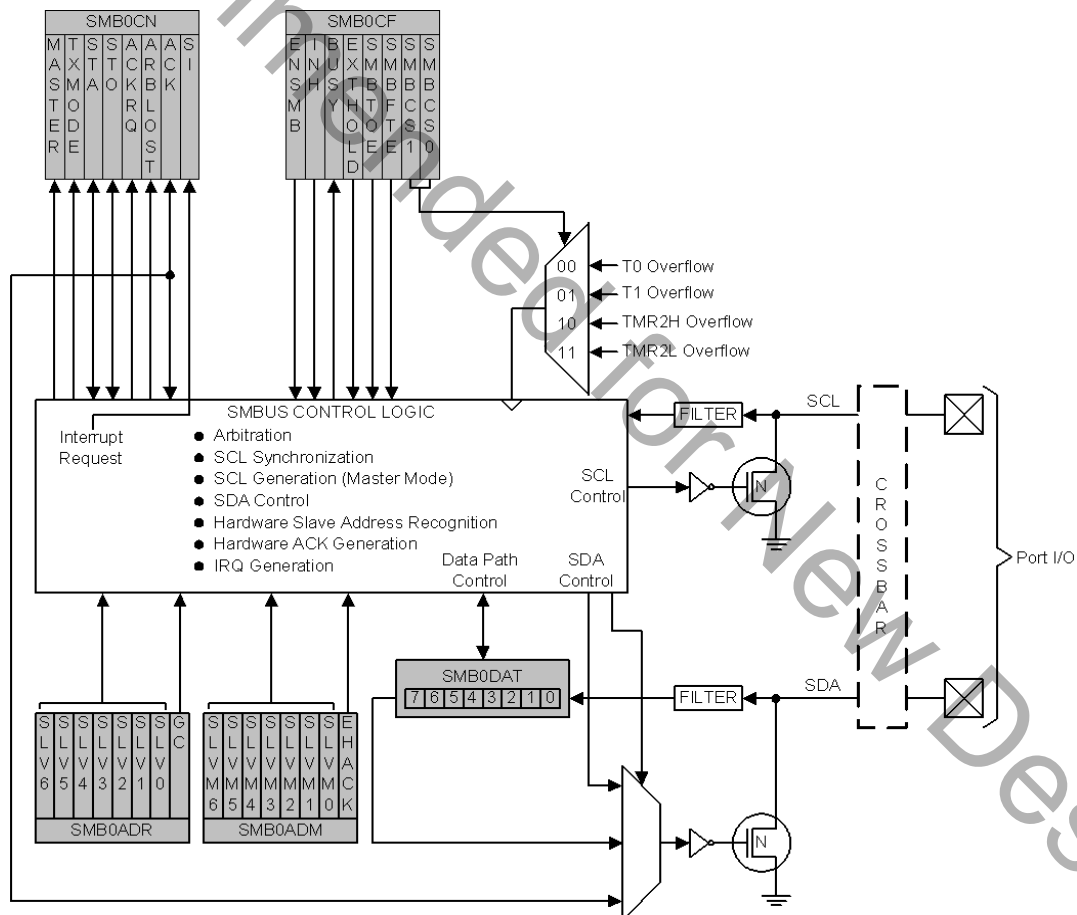 SMB0CN
MASTER
TXMODE
STA
STO
ACKRQ
ARBLOST
ACK
SI
SMB0CF
ENSMB
INH
BUSY
EXTHOLD
SMBTOE
SMBFTE
SMBCS1
SMBCS0
00
T0 Overflow
01
T1 Overflow
10
TMR2H Overflow
11
TMR2L Overflow
SMBUS CONTROL LOGIC
Interrupt
Request
● Arbitration
● SCL Synchronization
● SCL Generation (Master Mode)
● SDA Control
● Hardware Slave Address Recognition
● Hardware ACK Generation
● IRQ Generation
Data Path
Control
SDA
Control
SCL
Control
FILTER
SCL
N
CROSSBAR
Port I/O
SMB0DAT
7 6 5 4 3 2 1 0
FILTER
SDA
N
SLV6
SLV5
SLV4
SLV3
SLV2
SLV1
SLV0
GC
SMB0ADR
SLVM6
SLVM5
SLVM4
SLVM3
SLVM2
SLVM1
SLVM0
EHACK
SMB0ADM
for New